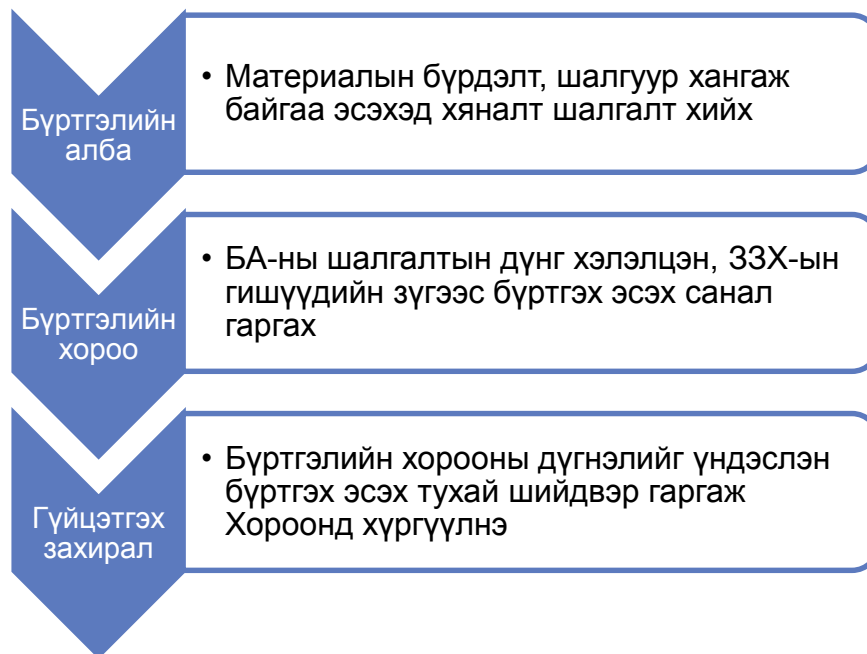 Бүртгэлийн
алба
• Материалын бүрдэлт, шалгуур хангаж
байгаа эсэхэд хяналт шалгалт хийх
Бүртгэлийн
хороо
• БА-ны шалгалтын дүнг хэлэлцэн, ЗЗХ-ын
гишүүдийн зүгээс бүртгэх эсэх санал
гаргах
Гүйцэтгэх
захирал
• Бүртгэлийн хорооны дүгнэлийг үндэслэн
бүртгэх эсэх тухай шийдвэр гаргаж
Хороонд хүргүүлнэ